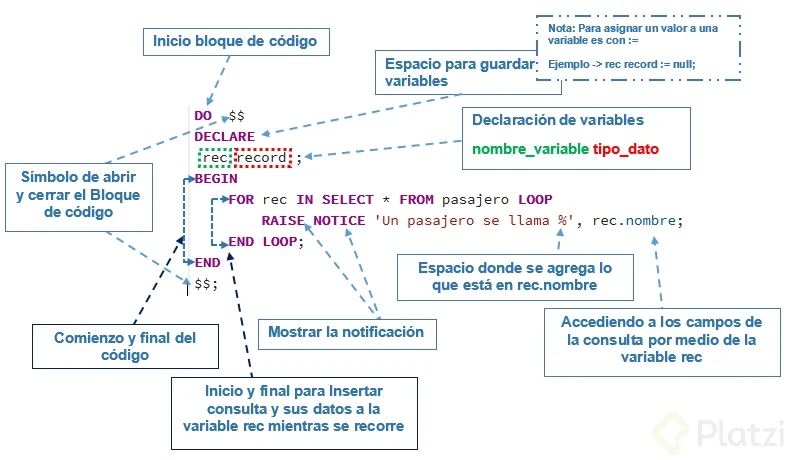 Inicio bloque de código
Nota: Para asignar un valor a una
variable es con :=
Ejemplo -> rec record := null;
Espacio para guardar
variables
DO $$
DECLARE
rec record ;
BEGIN
FOR rec IN SELECT * FROM pasajero LOOP
RAISE NOTICE 'Un pasajero se llama %', rec.nombre;
END LOOP;
END
$$;
Declaración de variables
nombre_variable tipo_dato
Simbolo de abrir
y cerrar el Bloque
de código
Espacio donde se agrega lo
que está en rec.nombre
Comienzo y final del
código
Mostrar la notificación
Accediendo a los campos de
la consulta por medio de la
variable rec
Inicio y final para Insertar
consulta y sus datos a la
variable rec mientras se recorre
Platzi